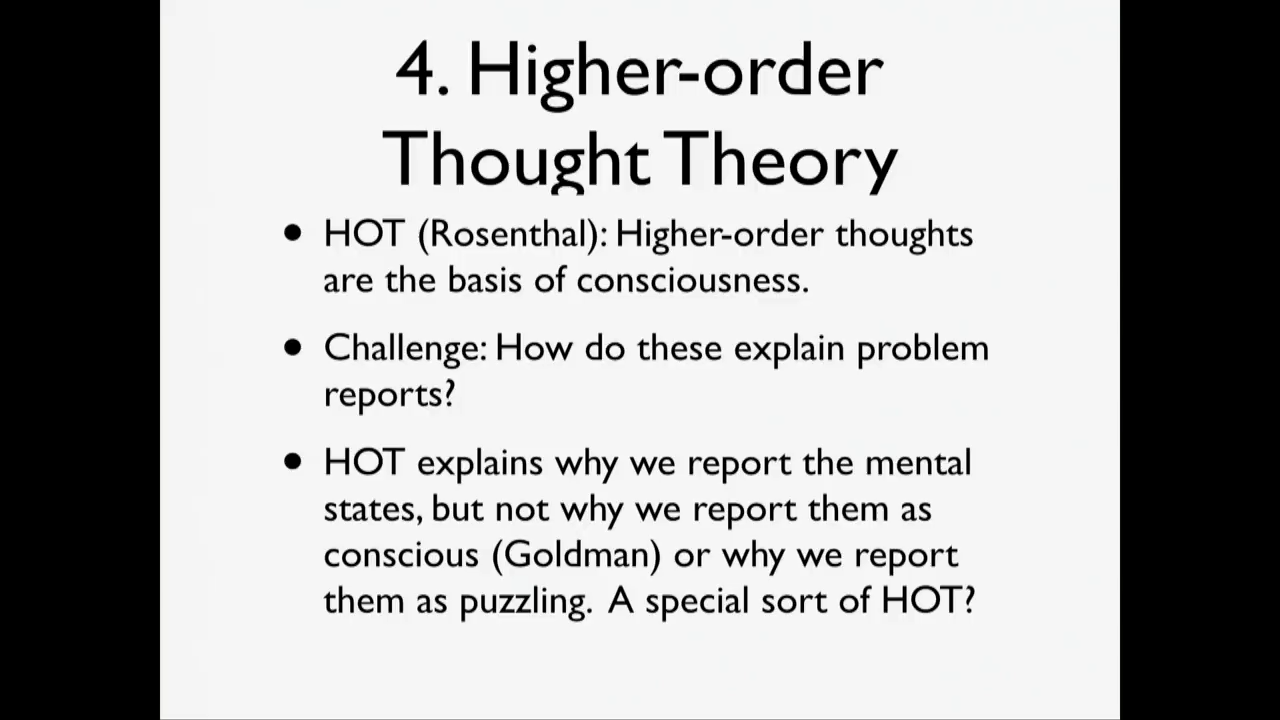 4. Higher-order
Thought Theory
• HOT (Rosenthal): Higher-order thoughts
are the basis of consciousness.
• Challenge: How do these explain problem
reports?
• HOT explains why we report the mental
states, but not why we report them as
conscious (Goldman) or why we report
them as puzzling. A special sort of HOT?